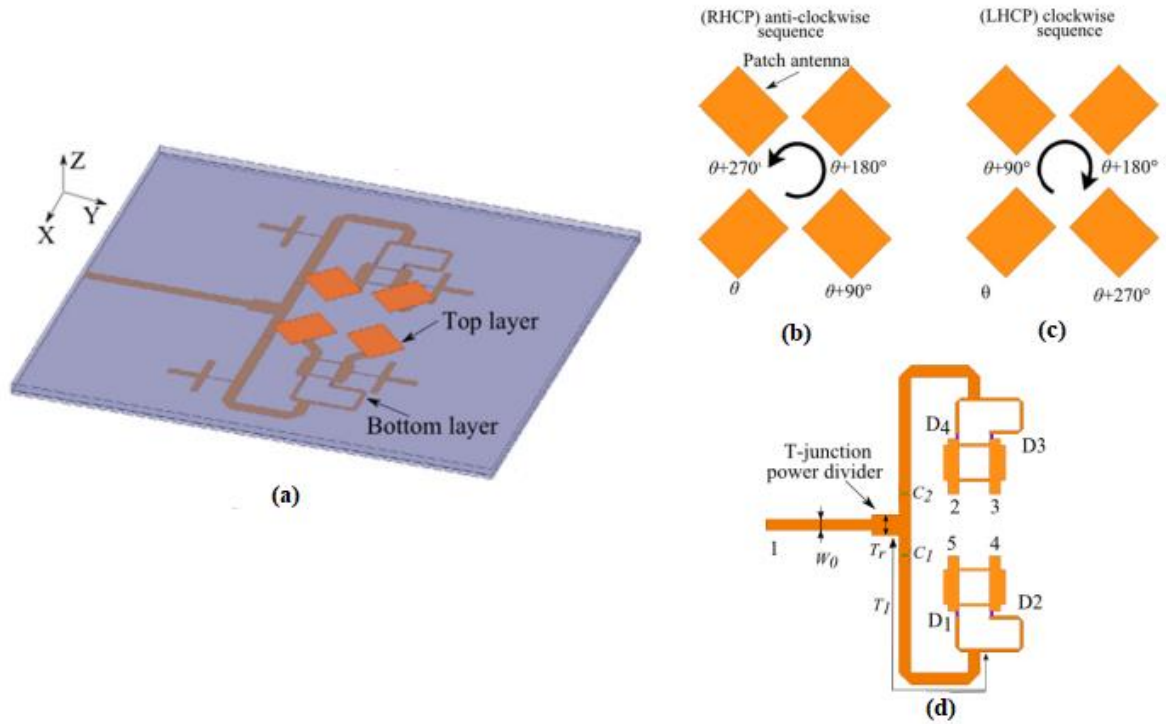 Z
Y
X
Top layer
Bottom layer
(a)
(RHCP) anti-clockwise
sequence
Patch antenna
θ+270'
θ+180°
θ
θ+90°
(b)
(LHCP) clockwise
sequence
θ+90°
θ+180°
θ
θ+270°
(c)
T-junction
power divider
D4
D3
C2
2
3
1
W0
Tr
C1
5
4
T1
D1
D2
(d)